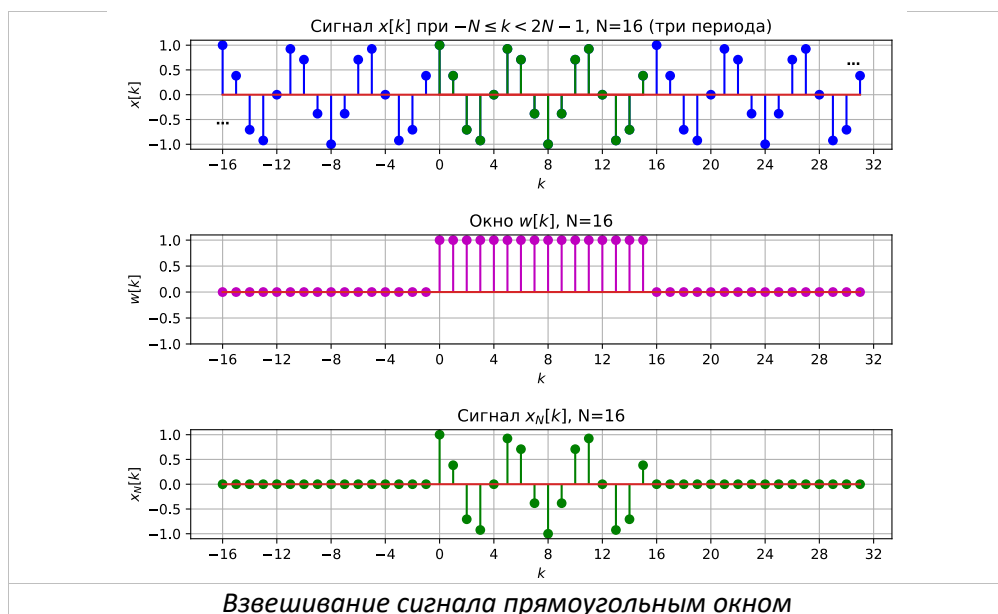 Сигнал x[k] при −N ≤ k < 2N − 1, N=16 (три периода)
1.0
0.5
0.0
−0.5
−1.0
x[k]
...
...
−16 −12 −8 −4 0 4 8 12 16 20 24 28 32
k
Окно w[k], N=16
1.0
0.5
0.0
−0.5
−1.0
w[k]
−16 −12 −8 −4 0 4 8 12 16 20 24 28 32
k
Сигнал x_N[k], N=16
1.0
0.5
0.0
−0.5
−1.0
x_N[k]
−16 −12 −8 −4 0 4 8 12 16 20 24 28 32
k
Взвешивание сигнала прямоугольным окном